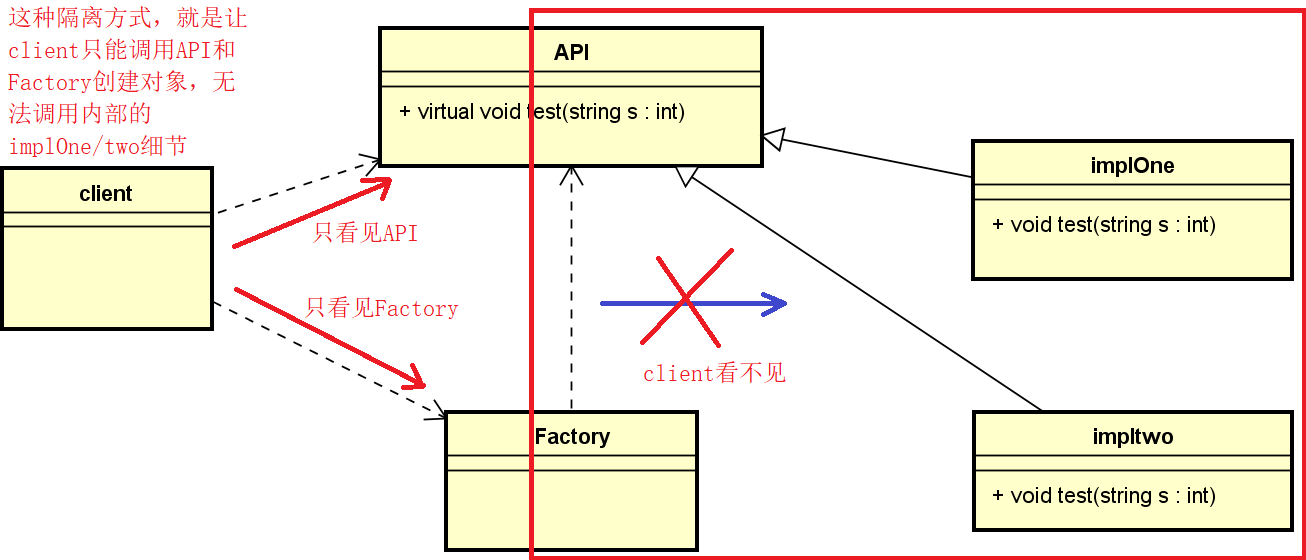 这种隔离方式，就是让
client只能调用API和
Factory创建对象，无
法调用内部的
implOne/two细节
API
+ virtual void test(string s : int)
client
只看见API
只看见Factory
client看不见
implOne
+ void test(string s : int)
Factory
impltwo
+ void test(string s : int)